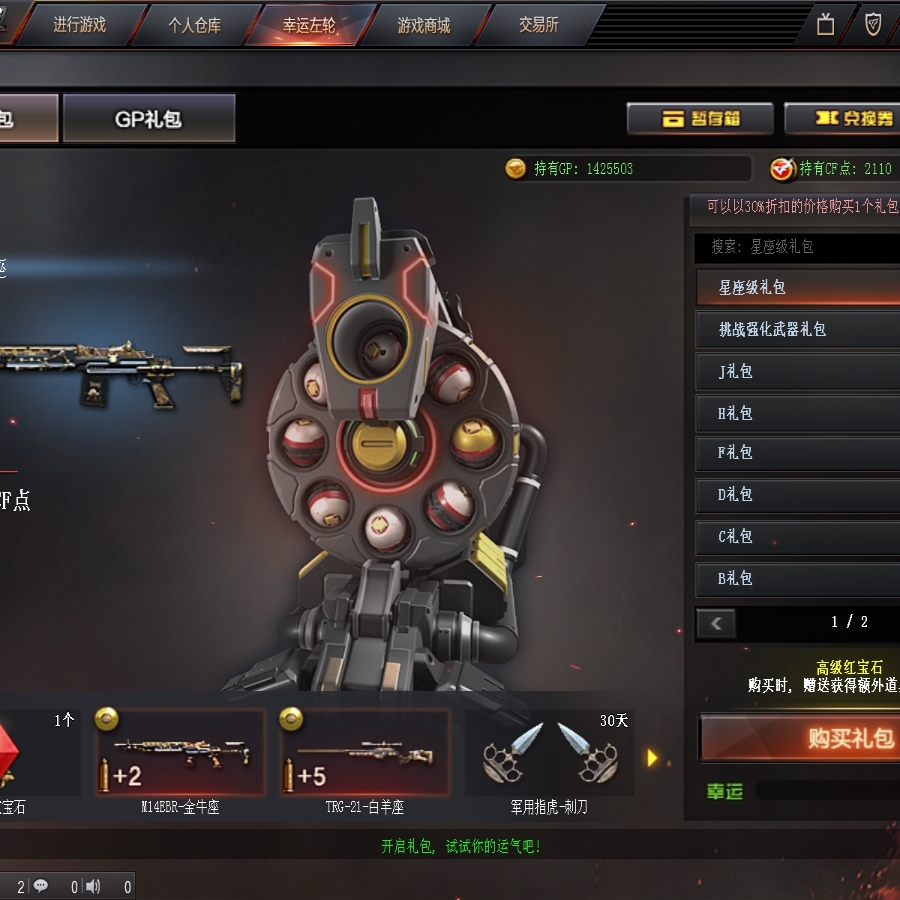 进行游戏 个人仓库 幸运左轮 游戏商城 交易所
包 GP礼包 暂存箱 兑换券
持有GP: 1425503 持有CF点: 2110
可以以30%折扣的价格购买1个礼包
搜索: 星座级礼包
星座级礼包
挑战强化武器礼包
J礼包
H礼包
F礼包
D礼包
C礼包
B礼包
CF点
1 / 2
高级红宝石
购买时, 赠送获得额外道
购买礼包
幸运
1个 30天
+2 +5
宝石 M14EBR-金牛座 TRG-21-白羊座 军用指虎-刺刀
开启礼包, 试试你的运气吧!
2 0 0